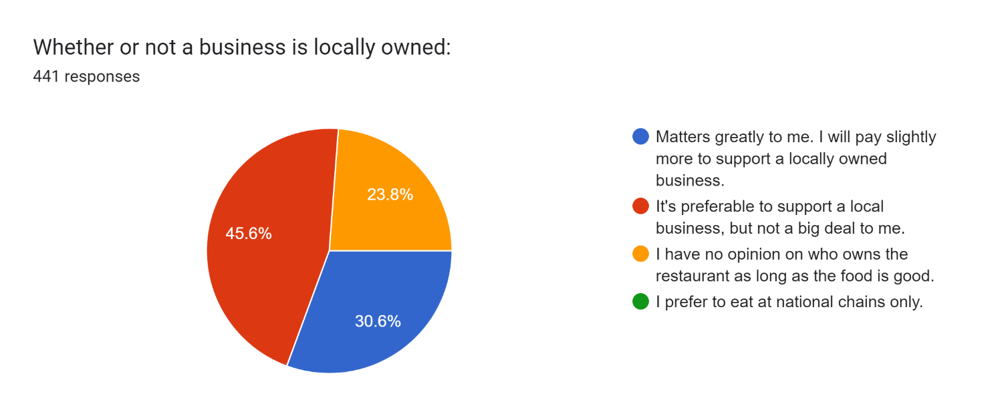 Whether or not a business is locally owned:
441 responses
23.8%
45.6%
30.6%
Matters greatly to me. I will pay slightly
more to support a locally owned
business.
It's preferable to support a local
business, but not a big deal to me.
I have no opinion on who owns the
restaurant as long as the food is good.
I prefer to eat at national chains only.